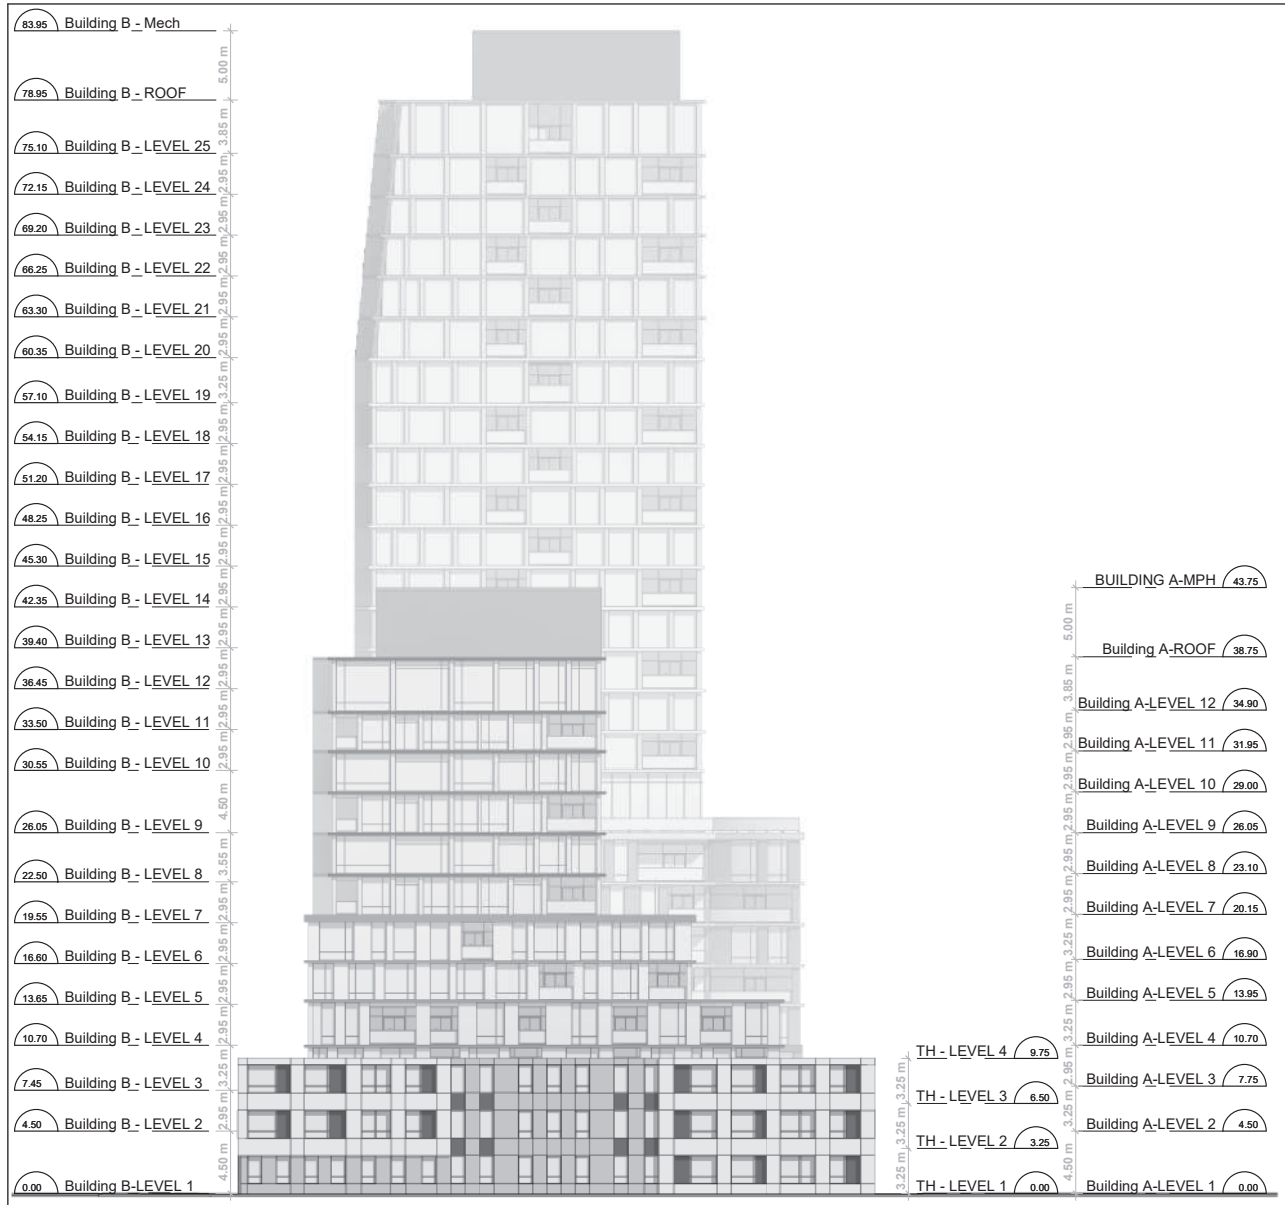 83.95 Building B - Mech
5.00 m
78.95 Building B - ROOF
3.85 m
75.10 Building B - LEVEL 25
2.95 m
72.15 Building B - LEVEL 24
2.95 m
69.20 Building B - LEVEL 23
2.95 m
66.25 Building B - LEVEL 22
2.95 m
63.30 Building B - LEVEL 21
2.95 m
60.35 Building B - LEVEL 20
3.25 m
57.10 Building B - LEVEL 19
2.95 m
54.15 Building B - LEVEL 18
2.95 m
51.20 Building B - LEVEL 17
2.95 m
48.25 Building B - LEVEL 16
2.95 m
45.30 Building B - LEVEL 15
2.95 m
42.35 Building B - LEVEL 14
2.95 m
39.40 Building B - LEVEL 13
2.95 m
36.45 Building B - LEVEL 12
2.95 m
33.50 Building B - LEVEL 11
2.95 m
30.55 Building B - LEVEL 10
4.50 m
26.05 Building B - LEVEL 9
3.55 m
22.50 Building B - LEVEL 8
2.95 m
19.55 Building B - LEVEL 7
2.95 m
16.60 Building B - LEVEL 6
2.95 m
13.65 Building B - LEVEL 5
2.95 m
10.70 Building B - LEVEL 4
3.25 m
7.45 Building B - LEVEL 3
2.95 m
4.50 Building B - LEVEL 2
4.50 m
0.00 Building B-LEVEL 1
TH - LEVEL 4 9.75
3.25 m
TH - LEVEL 3 6.50
3.25 m
TH - LEVEL 2 3.25
3.25 m
TH - LEVEL 1 0.00
BUILDING A-MPH 43.75
5.00 m
Building A-ROOF 38.75
3.85 m
Building A-LEVEL 12 34.90
2.95 m
Building A-LEVEL 11 31.95
2.95 m
Building A-LEVEL 10 29.00
2.95 m
Building A-LEVEL 9 26.05
2.95 m
Building A-LEVEL 8 23.10
2.95 m
Building A-LEVEL 7 20.15
3.25 m
Building A-LEVEL 6 16.90
2.95 m
Building A-LEVEL 5 13.95
3.25 m
Building A-LEVEL 4 10.70
2.95 m
Building A-LEVEL 3 7.75
3.25 m
Building A-LEVEL 2 4.50
4.50 m
Building A-LEVEL 1 0.00